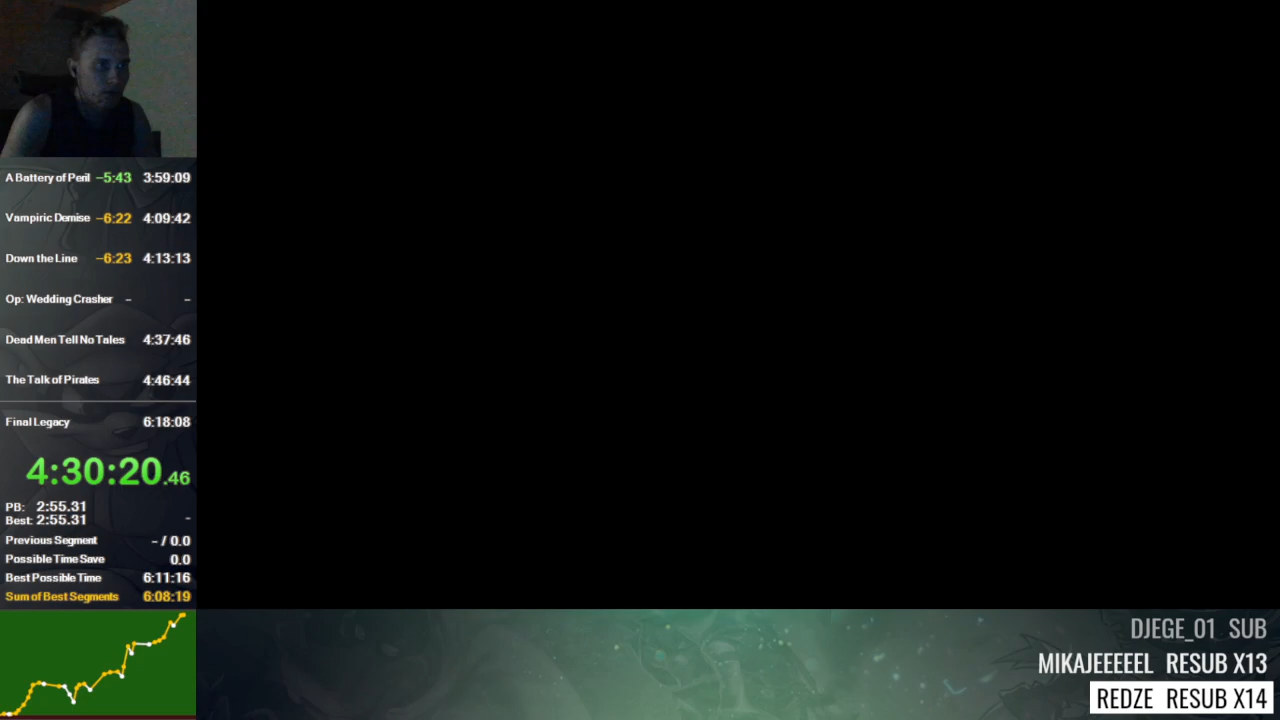 A Battery of Peril −5:43 3:59:09
Vampiric Demise −6:22 4:09:42
Down the Line −6:23 4:13:13
Op: Wedding Crasher − −
Dead Men Tell No Tales 4:37:46
The Talk of Pirates 4:46:44
Final Legacy 6:18:08
4:30:20.46
PB: 2:55.31
Best: 2:55.31 -
Previous Segment - / 0.0
Possible Time Save 0.0
Best Possible Time 6:11:16
Sum of Best Segments 6:08:19
DJEGE_01 SUB
MIKAJEEEEEL RESUB X13
REDZE RESUB X14